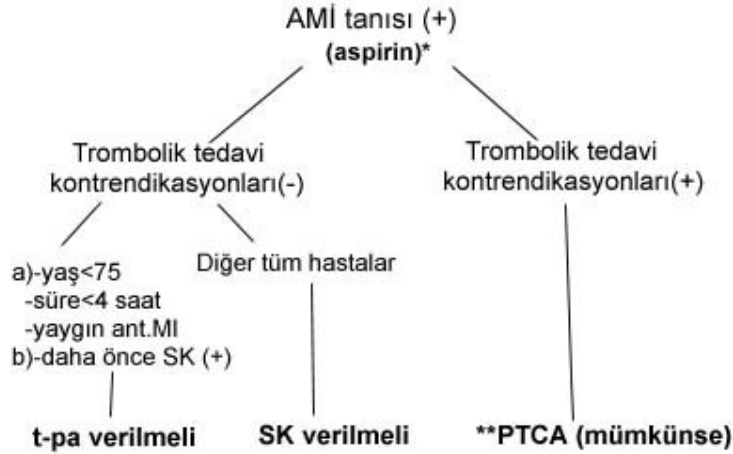 AMİ tanısı (+)
(aspirin)*
Trombolik tedavi
kontrendikasyonları(-)
Trombolik tedavi
kontrendikasyonları(+)
a)-yaş<75
-süre<4 saat
-yaygın ant.MI
b)-daha önce SK (+)
Diğer tüm hastalar
t-pa verilmeli
SK verilmeli
**PTCA (mümkünse)